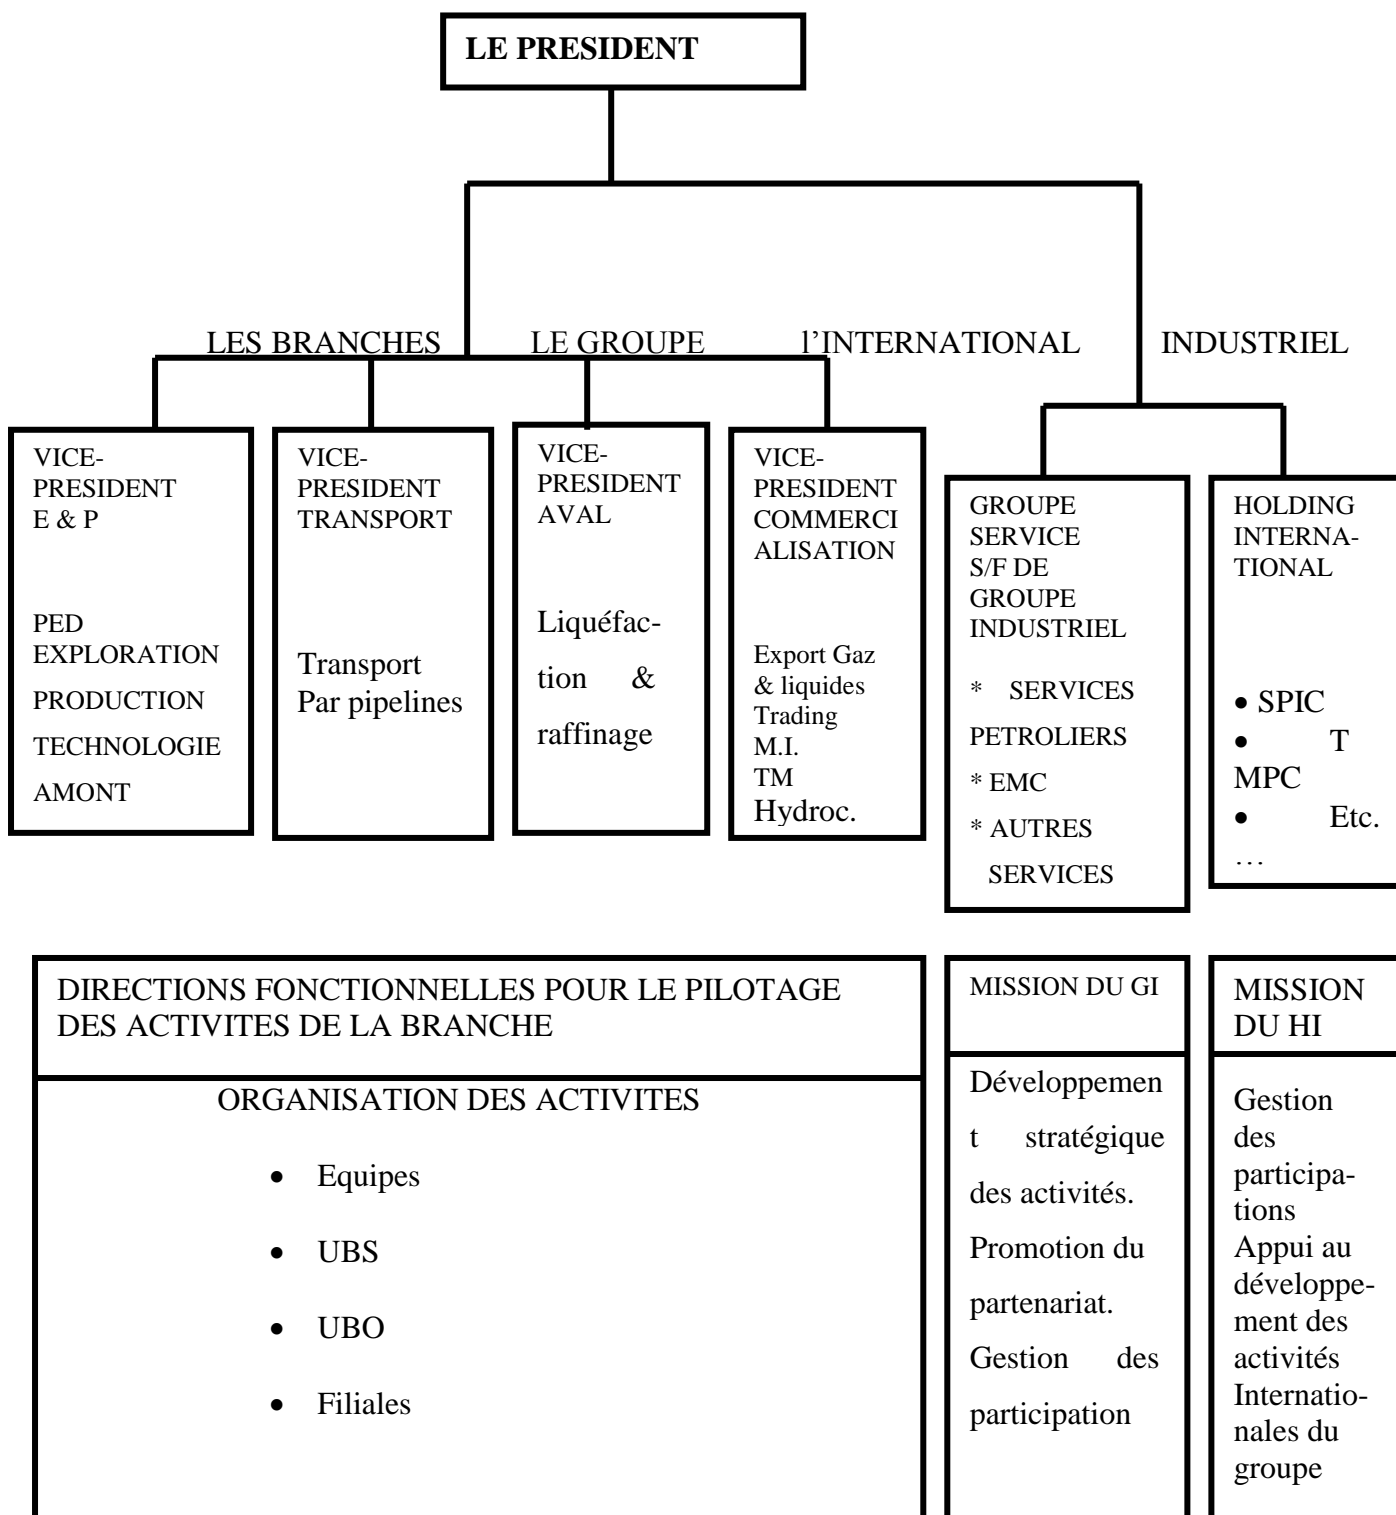 LE PRESIDENT
LES BRANCHES LE GROUPE l'INTERNATIONAL INDUSTRIEL
VICE-
PRESIDENT
E & P
PED
EXPLORATION
PRODUCTION
TECHNOLOGIE
AMONT
VICE-
PRESIDENT
TRANSPORT
Transport
Par pipelines
VICE-
PRESIDENT
AVAL
Liquéfac-
tion &
raffinage
VICE-
PRESIDENT
COMMERCI
ALISATION
Export Gaz
& liquides
Trading
M.I.
TM
Hydroc.
GROUPE
SERVICE
S/F DE
GROUPE
INDUSTRIEL
* SERVICES
PETROLIERS
* EMC
* AUTRES
SERVICES
HOLDING
INTERNA-
TIONAL
• SPIC
• T
MPC
• Etc.
…
DIRECTIONS FONCTIONNELLES POUR LE PILOTAGE
DES ACTIVITES DE LA BRANCHE
ORGANISATION DES ACTIVITES
• Equipes
• UBS
• UBO
• Filiales
MISSION DU GI
Développemen
t stratégique
des activités.
Promotion du
partenariat.
Gestion des
participation
MISSION
DU HI
Gestion
des
participa-
tions
Appui au
développe-
ment des
activités
Internatio-
nales du
groupe